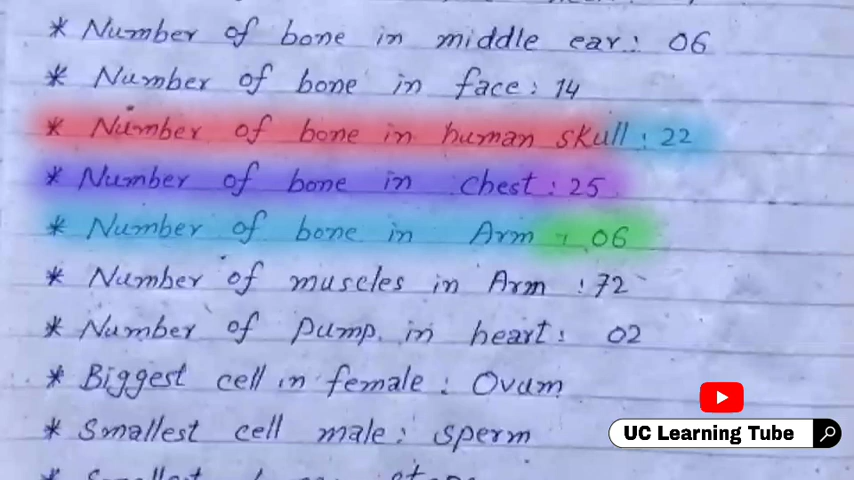 * Number of bone in middle ear: 06
* Number of bone in face: 14
* Number of bone in human skull: 22
* Number of bone in chest: 25
* Number of bone in Arm: 06
* Number of muscles in Arm: 72
* Number of Pump. in heart: 02
* Biggest cell in female: Ovum
* Smallest cell male: sperm
UC Learning Tube
* Smallest